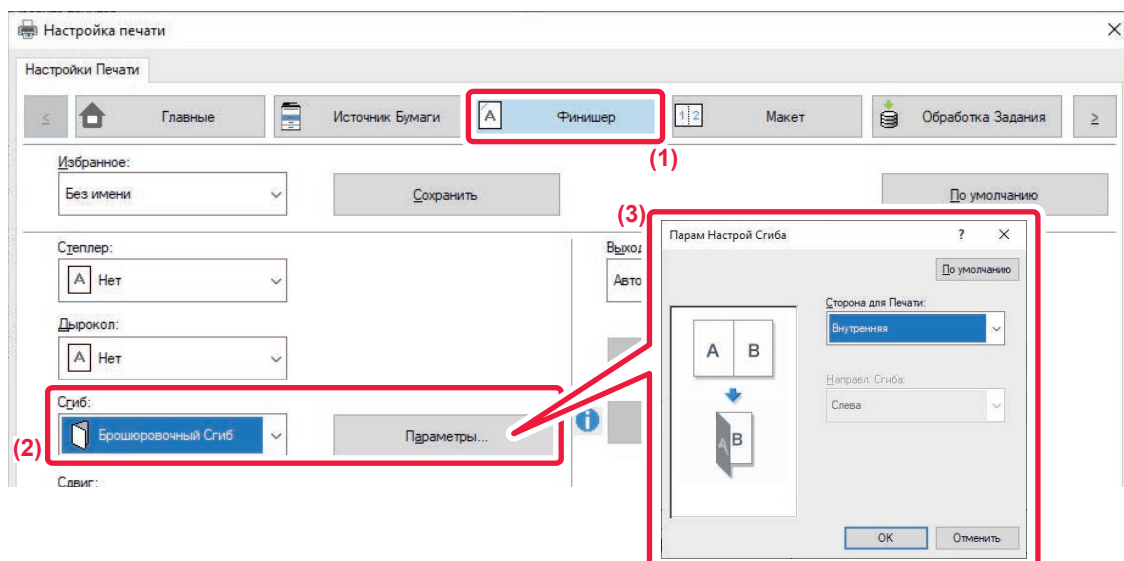 Настройка печати
Настройки Печати
< Главные Источник Бумаги A Финишер 1 2 Макет Обработка Задания >
(1)
Избранное:
Без имени Сохранить По умолчанию
(3)
Степлер:
A Нет
Выход
Авто
Дырокол:
A Нет
Сгиб:
(2)
Брошюровочный Сгиб Параметры...
i
Сдвиг:
Парам Настрой Сгиба ?
По умолчанию
Сторона для Печати:
Внутренняя
A B
Направл. Сгиба:
Слева
A B
OK Отменить